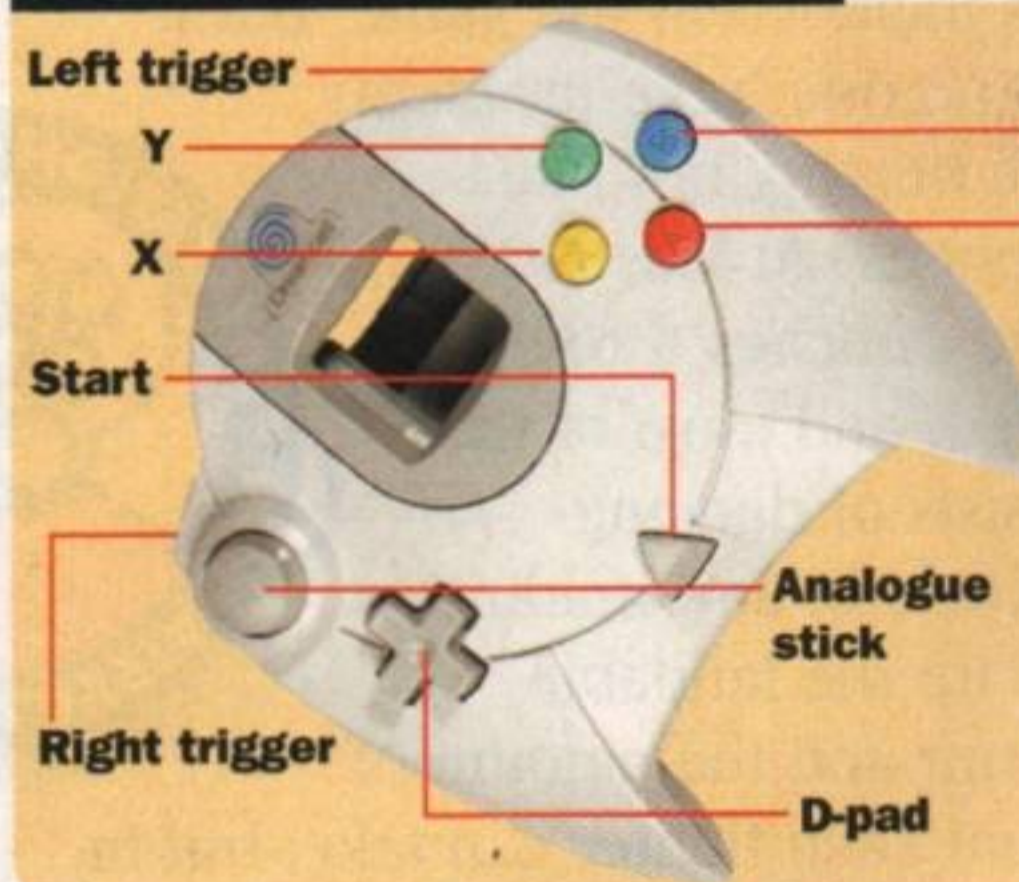 Left trigger
Y
X
Start
Analogue
stick
Right trigger
D-pad